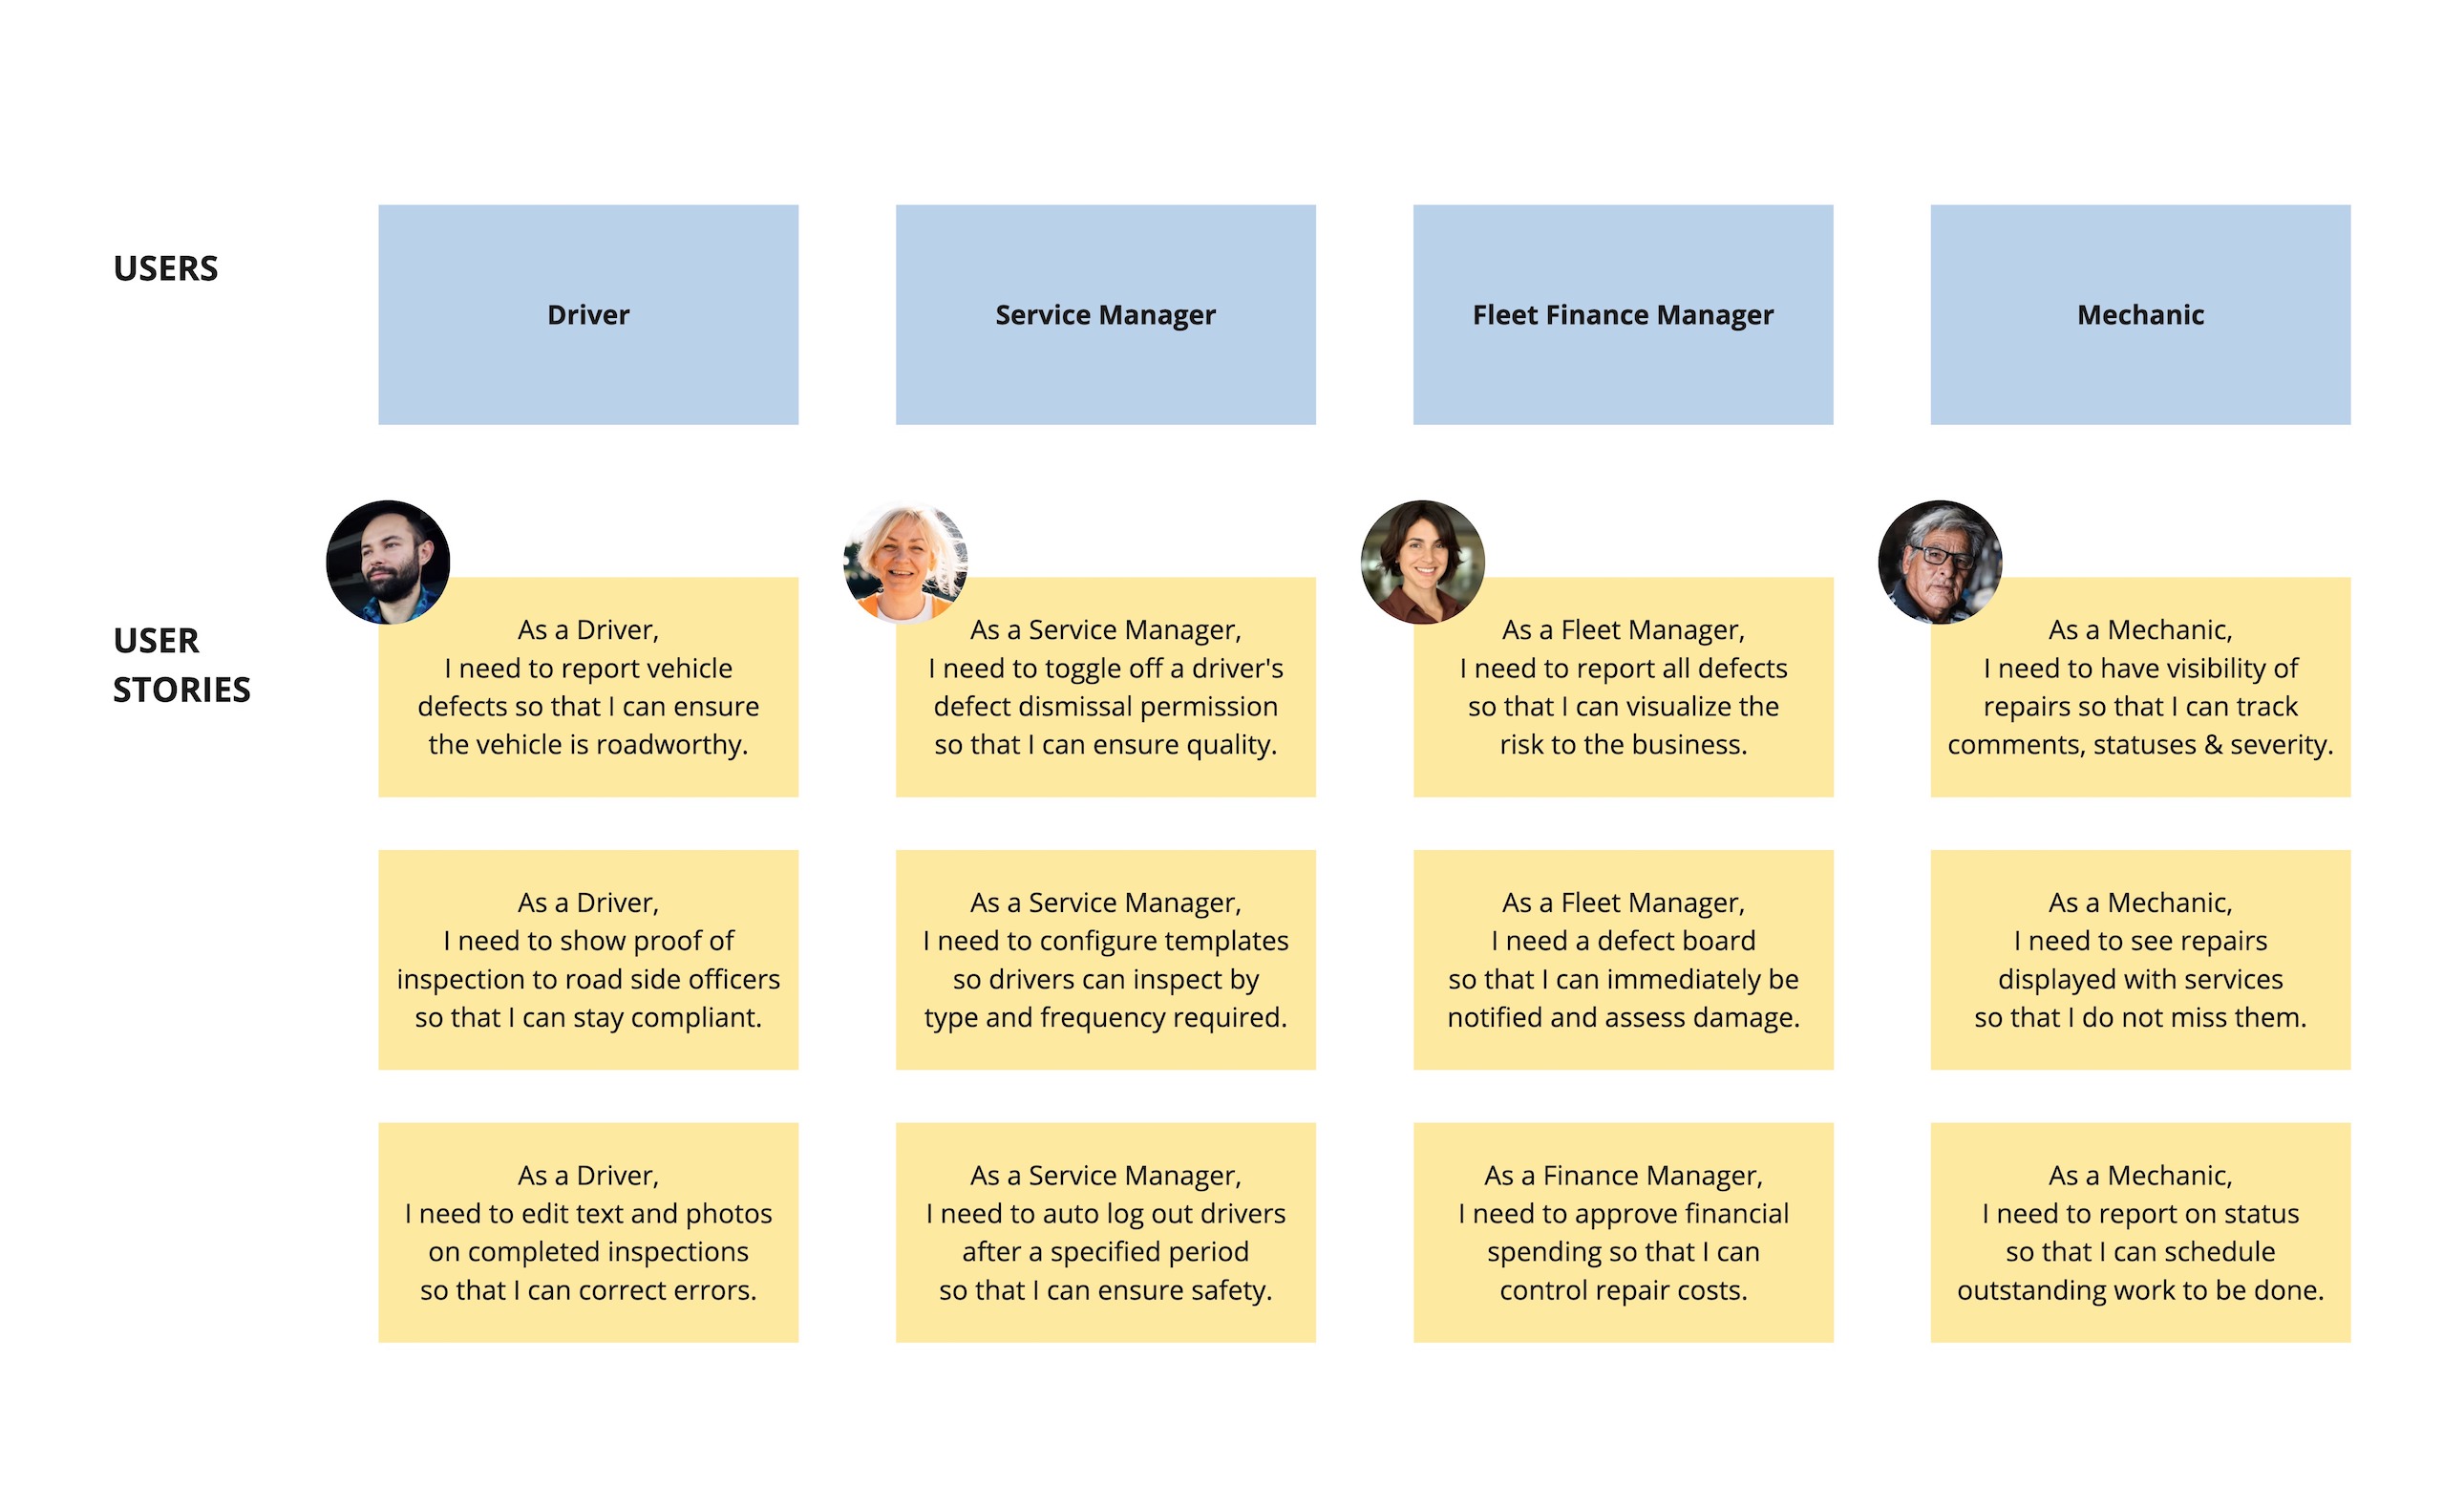 USERS
Driver
Service Manager
Fleet Finance Manager
Mechanic
USER
STORIES
As a Driver,
I need to report vehicle
defects so that I can ensure
the vehicle is roadworthy.
As a Service Manager,
I need to toggle off a driver's
defect dismissal permission
so that I can ensure quality.
As a Fleet Manager,
I need to report all defects
so that I can visualize the
risk to the business.
As a Mechanic,
I need to have visibility of
repairs so that I can track
comments, statuses & severity.
As a Driver,
I need to show proof of
inspection to road side officers
so that I can stay compliant.
As a Service Manager,
I need to configure templates
so drivers can inspect by
type and frequency required.
As a Fleet Manager,
I need a defect board
so that I can immediately be
notified and assess damage.
As a Mechanic,
I need to see repairs
displayed with services
so that I do not miss them.
As a Driver,
I need to edit text and photos
on completed inspections
so that I can correct errors.
As a Service Manager,
I need to auto log out drivers
after a specified period
so that I can ensure safety.
As a Finance Manager,
I need to approve financial
spending so that I can
control repair costs.
As a Mechanic,
I need to report on status
so that I can schedule
outstanding work to be done.